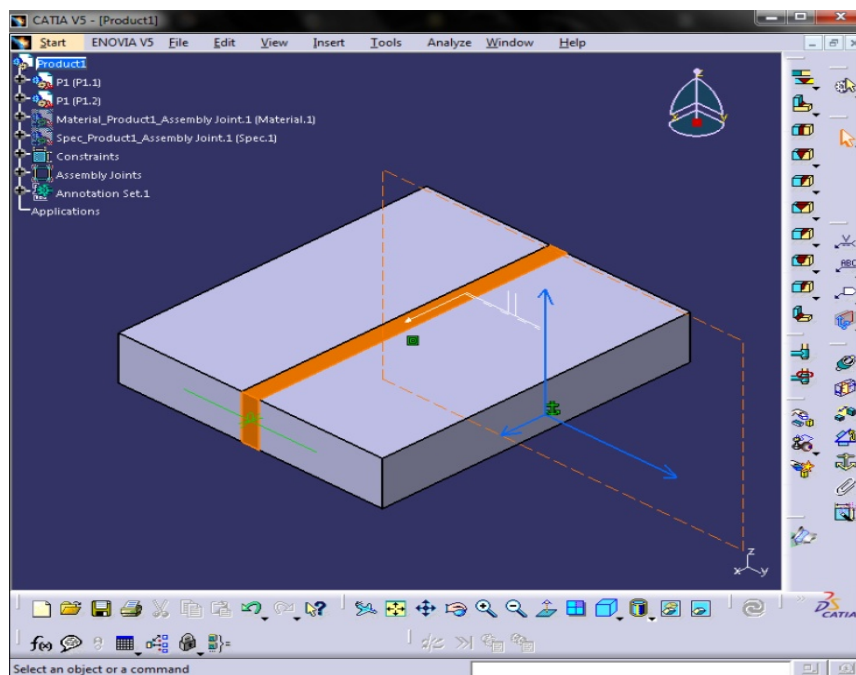 CATIA V5 - [Product1]
Start ENOVIA V5 File Edit View Insert Tools Analyze Window Help
Product1
P1 (P1.1)
P1 (P1.2)
Material_Product1_Assembly Joint.1 (Material.1)
Spec_Product1_Assembly Joint.1 (Spec.1)
Constraints
Assembly Joints
Annotation Set.1
Applications
z
ABC
z
x y
CATIA
f(x)
Select an object or a command